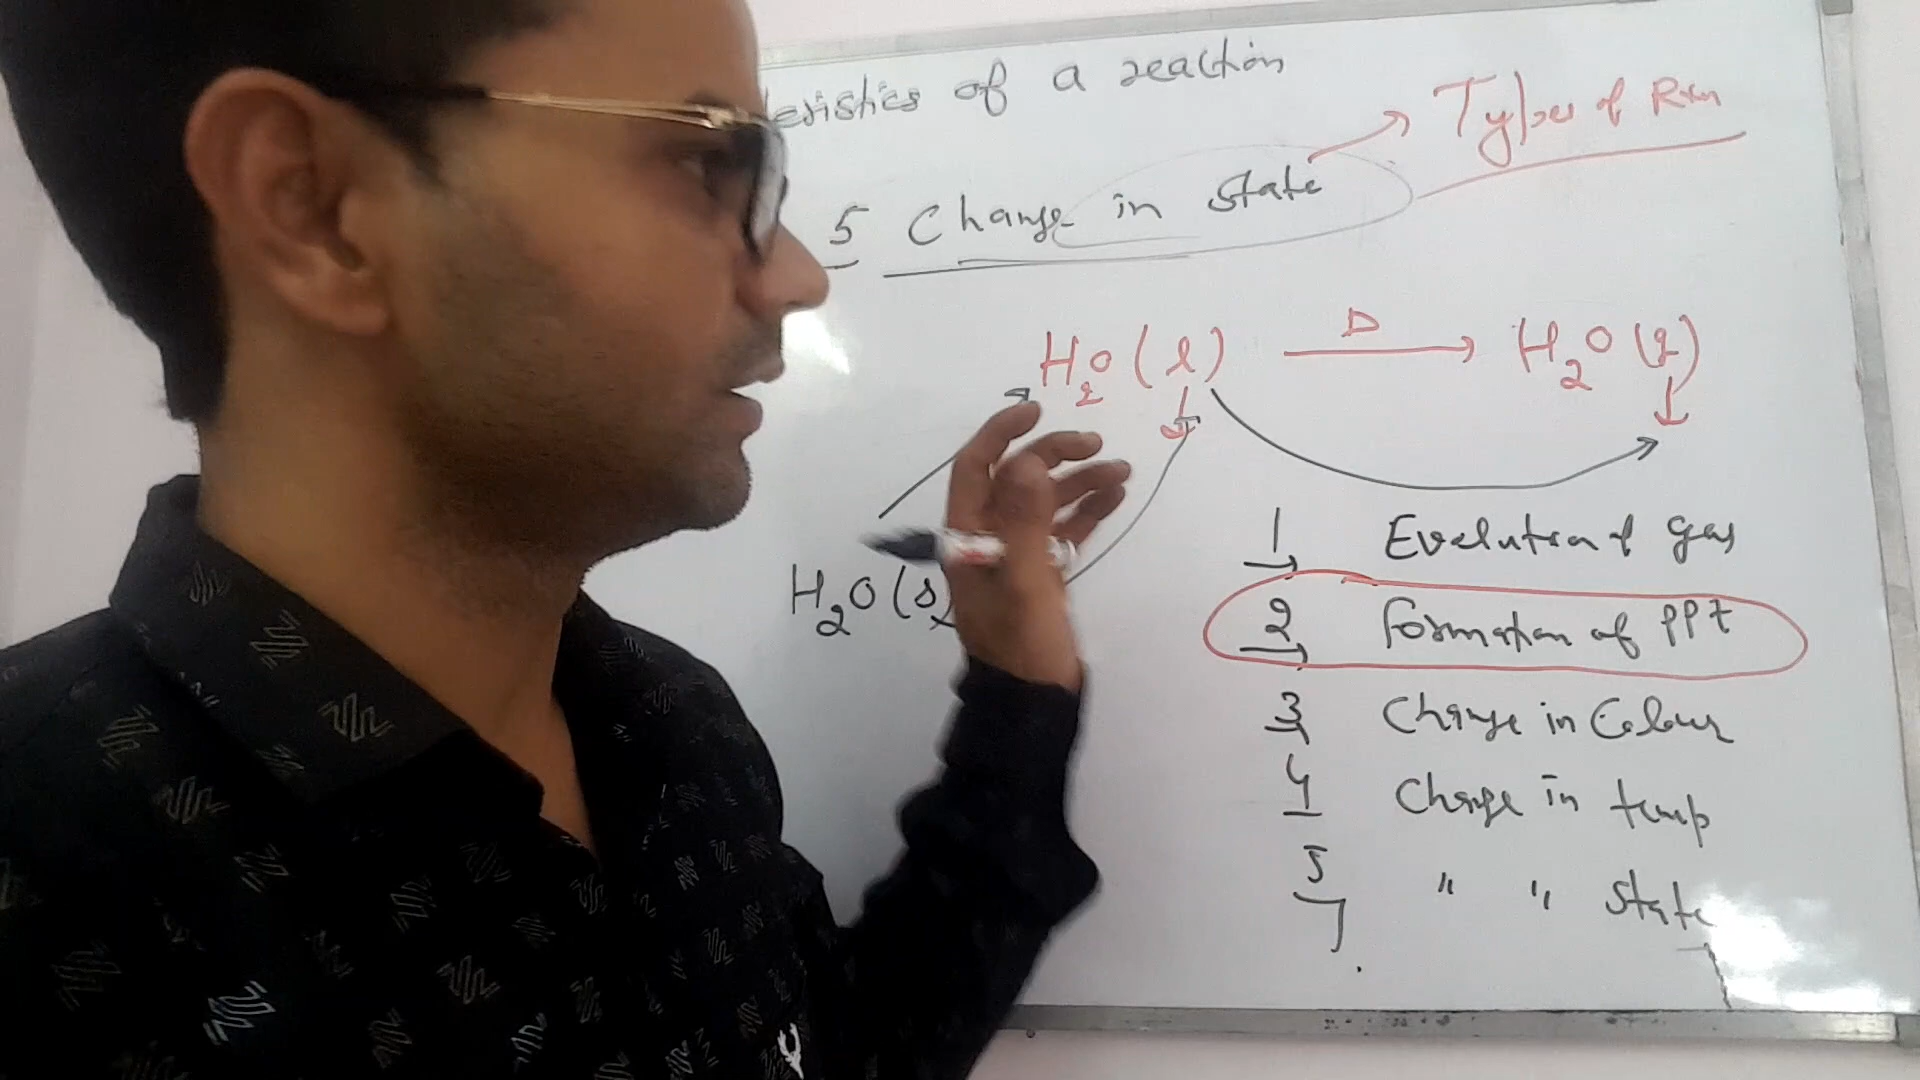 eristics of a reaction
Types of Rxn
5 Change in state
Δ
H2O (l) → H2O (g)
H2O (s)
1 Evolution of gas
2 Formation of PPt
3 Change in Colour
4 Change in temp
5 " " state